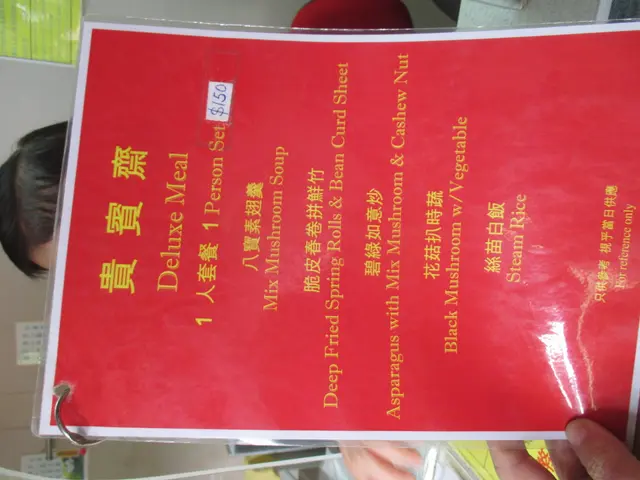 貴賓齋
Deluxe Meal
1 人套餐 1 Person Set
$150
八寶素翅羹
Mix Mushroom Soup
脆皮春卷拼鮮竹
Deep Fried Spring Rolls & Bean Curd Sheet
碧綠如意炒
Asparagus with Mix Mushroom & Cashew Nut
花菇扒時蔬
Black Mushroom w/Vegetable
絲苗白飯
Steam Rice
只供參考 視乎當日供應
For reference only